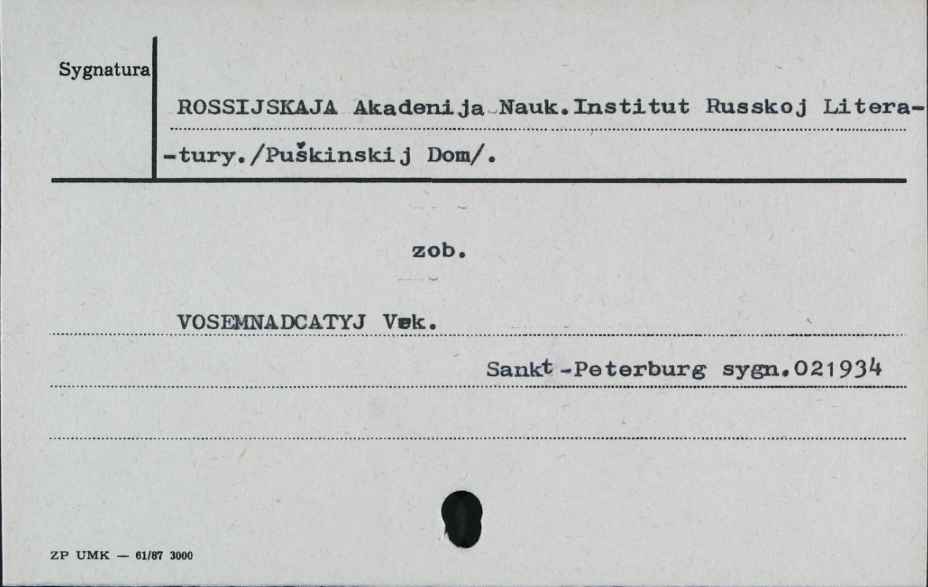 Sygnatura
ROSSIJSKAJA Akadenija Nauk.Institut Russkoj Litera-
-tury./Puškinskij Dom/.
zob.
VOSEMNADCATYJ Vek.
Sankt-Peterburg sygn.021934
ZP UMK — 61/87 3000